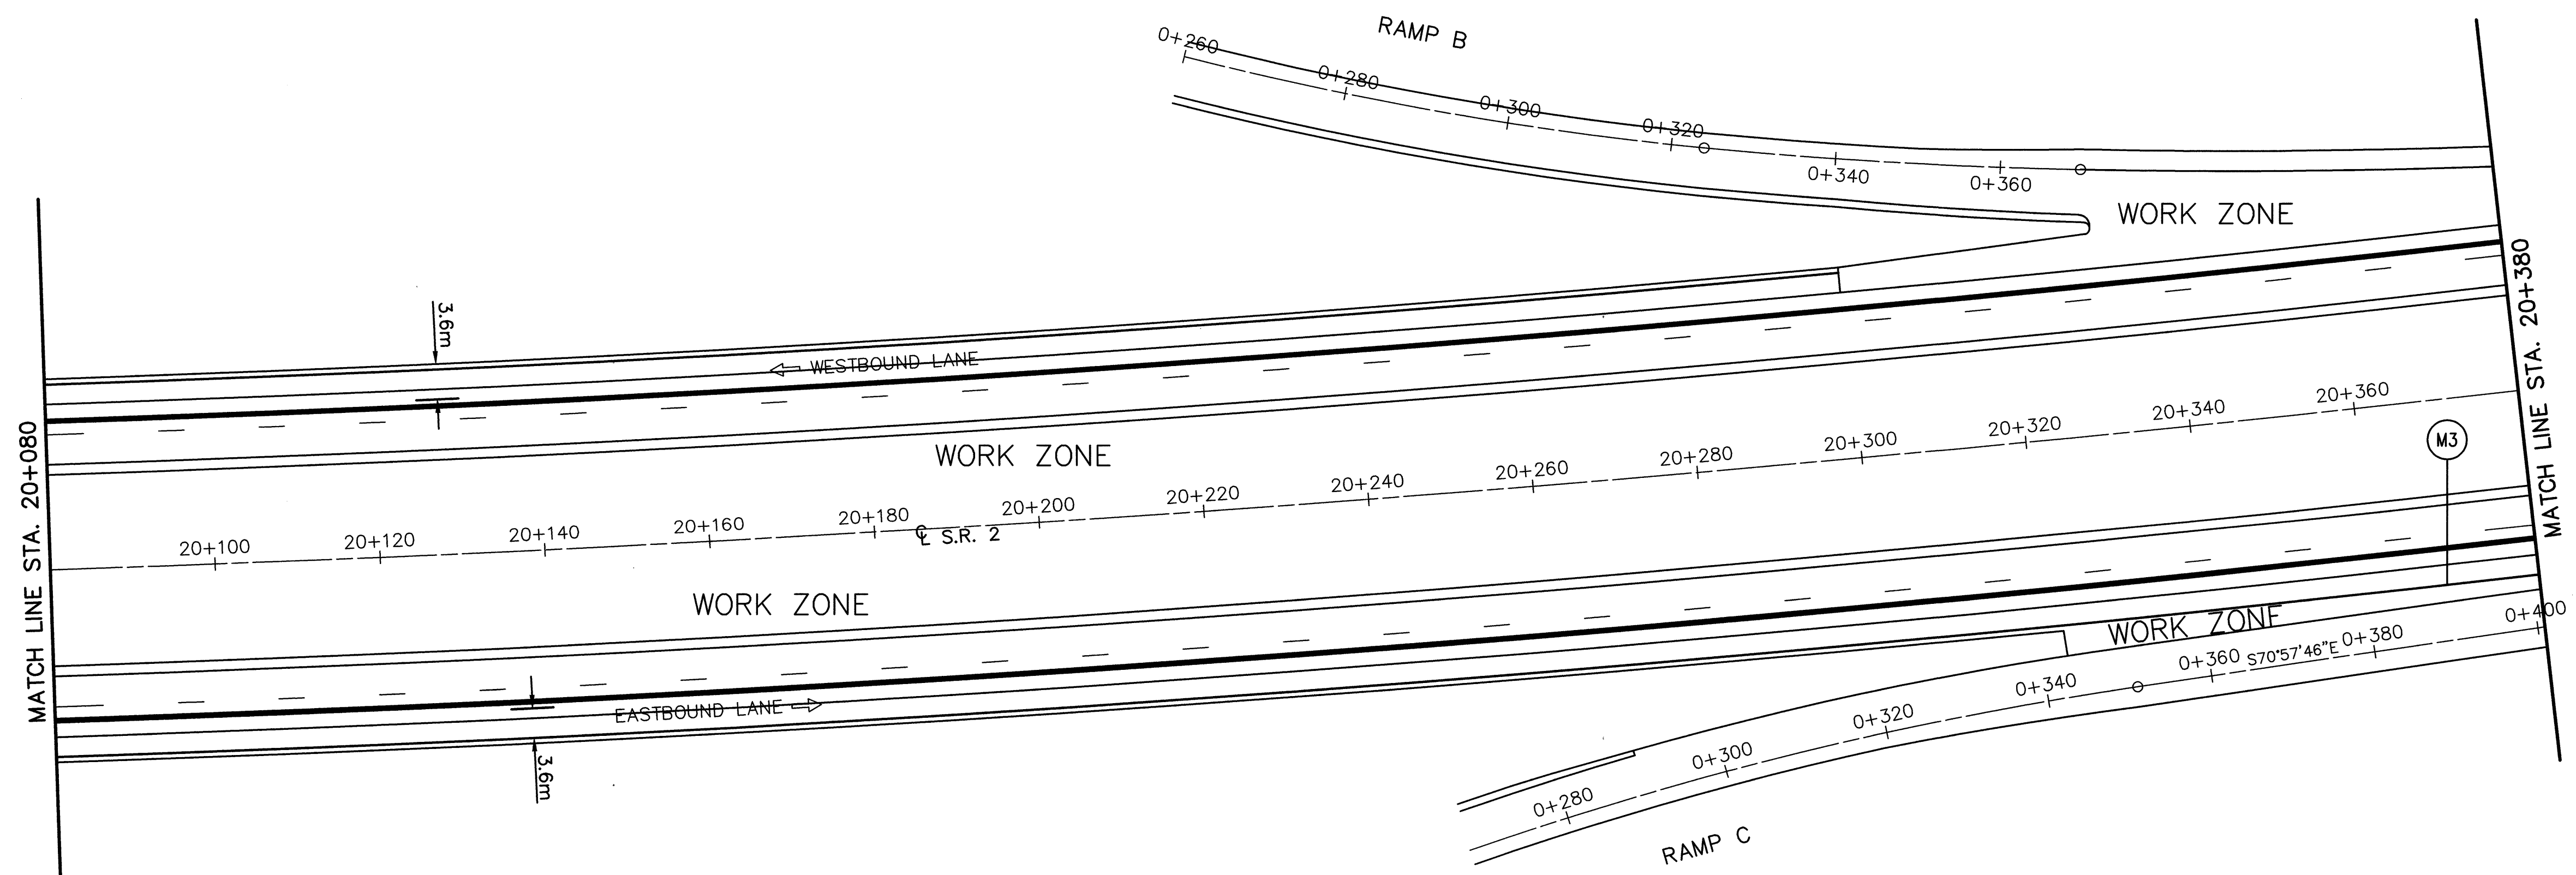 RAMP B
0+260
0+280
0+300
0+320
0+340
0+360
WORK ZONE
MATCH LINE STA. 20+380
3.6m
WESTBOUND LANE
WORK ZONE
MATCH LINE STA. 20+080
20+100
20+120
20+140
20+160
20+180
20+200
20+220
20+240
20+260
20+280
20+300
20+320
20+340
20+360
M3
℄ S.R. 2
WORK ZONE
EASTBOUND LANE
3.6m
WORK ZONE
0+280
0+300
0+320
0+340
0+360
S70°57'46"E
0+380
0+400
RAMP C